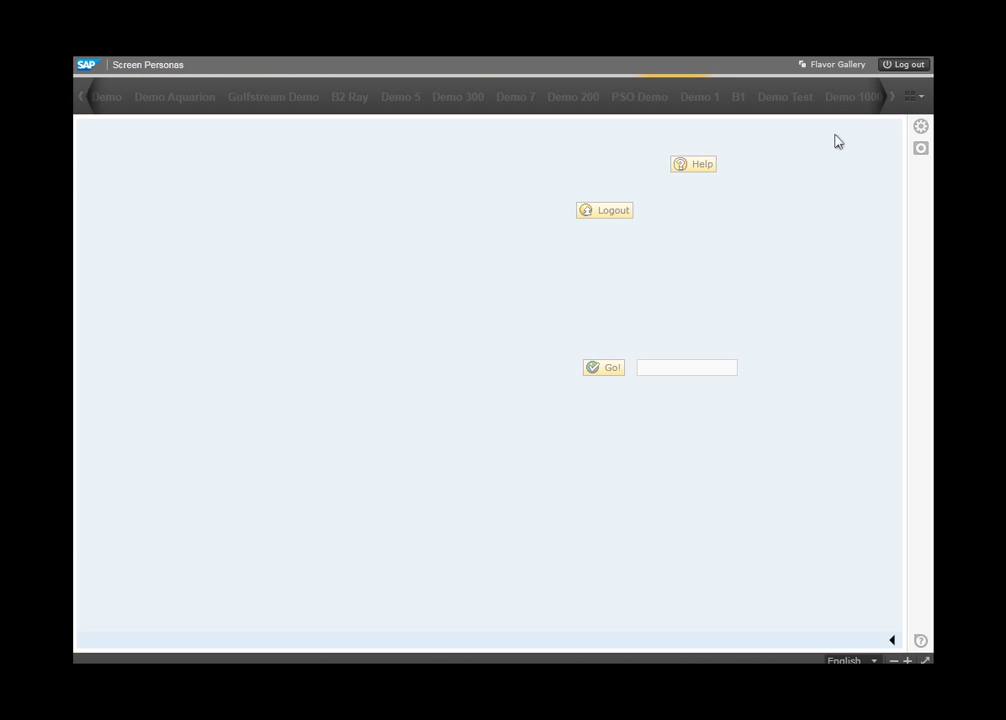 SAP | Screen Personas Flavor Gallery Log out
Demo Demo Aquarion Gulfstream Demo B2 Ray Demo 5 Demo 300 Demo 7 Demo 200 PSO Demo Demo 1 B1 Demo Test Demo 1000
Help
Logout
Go!
English